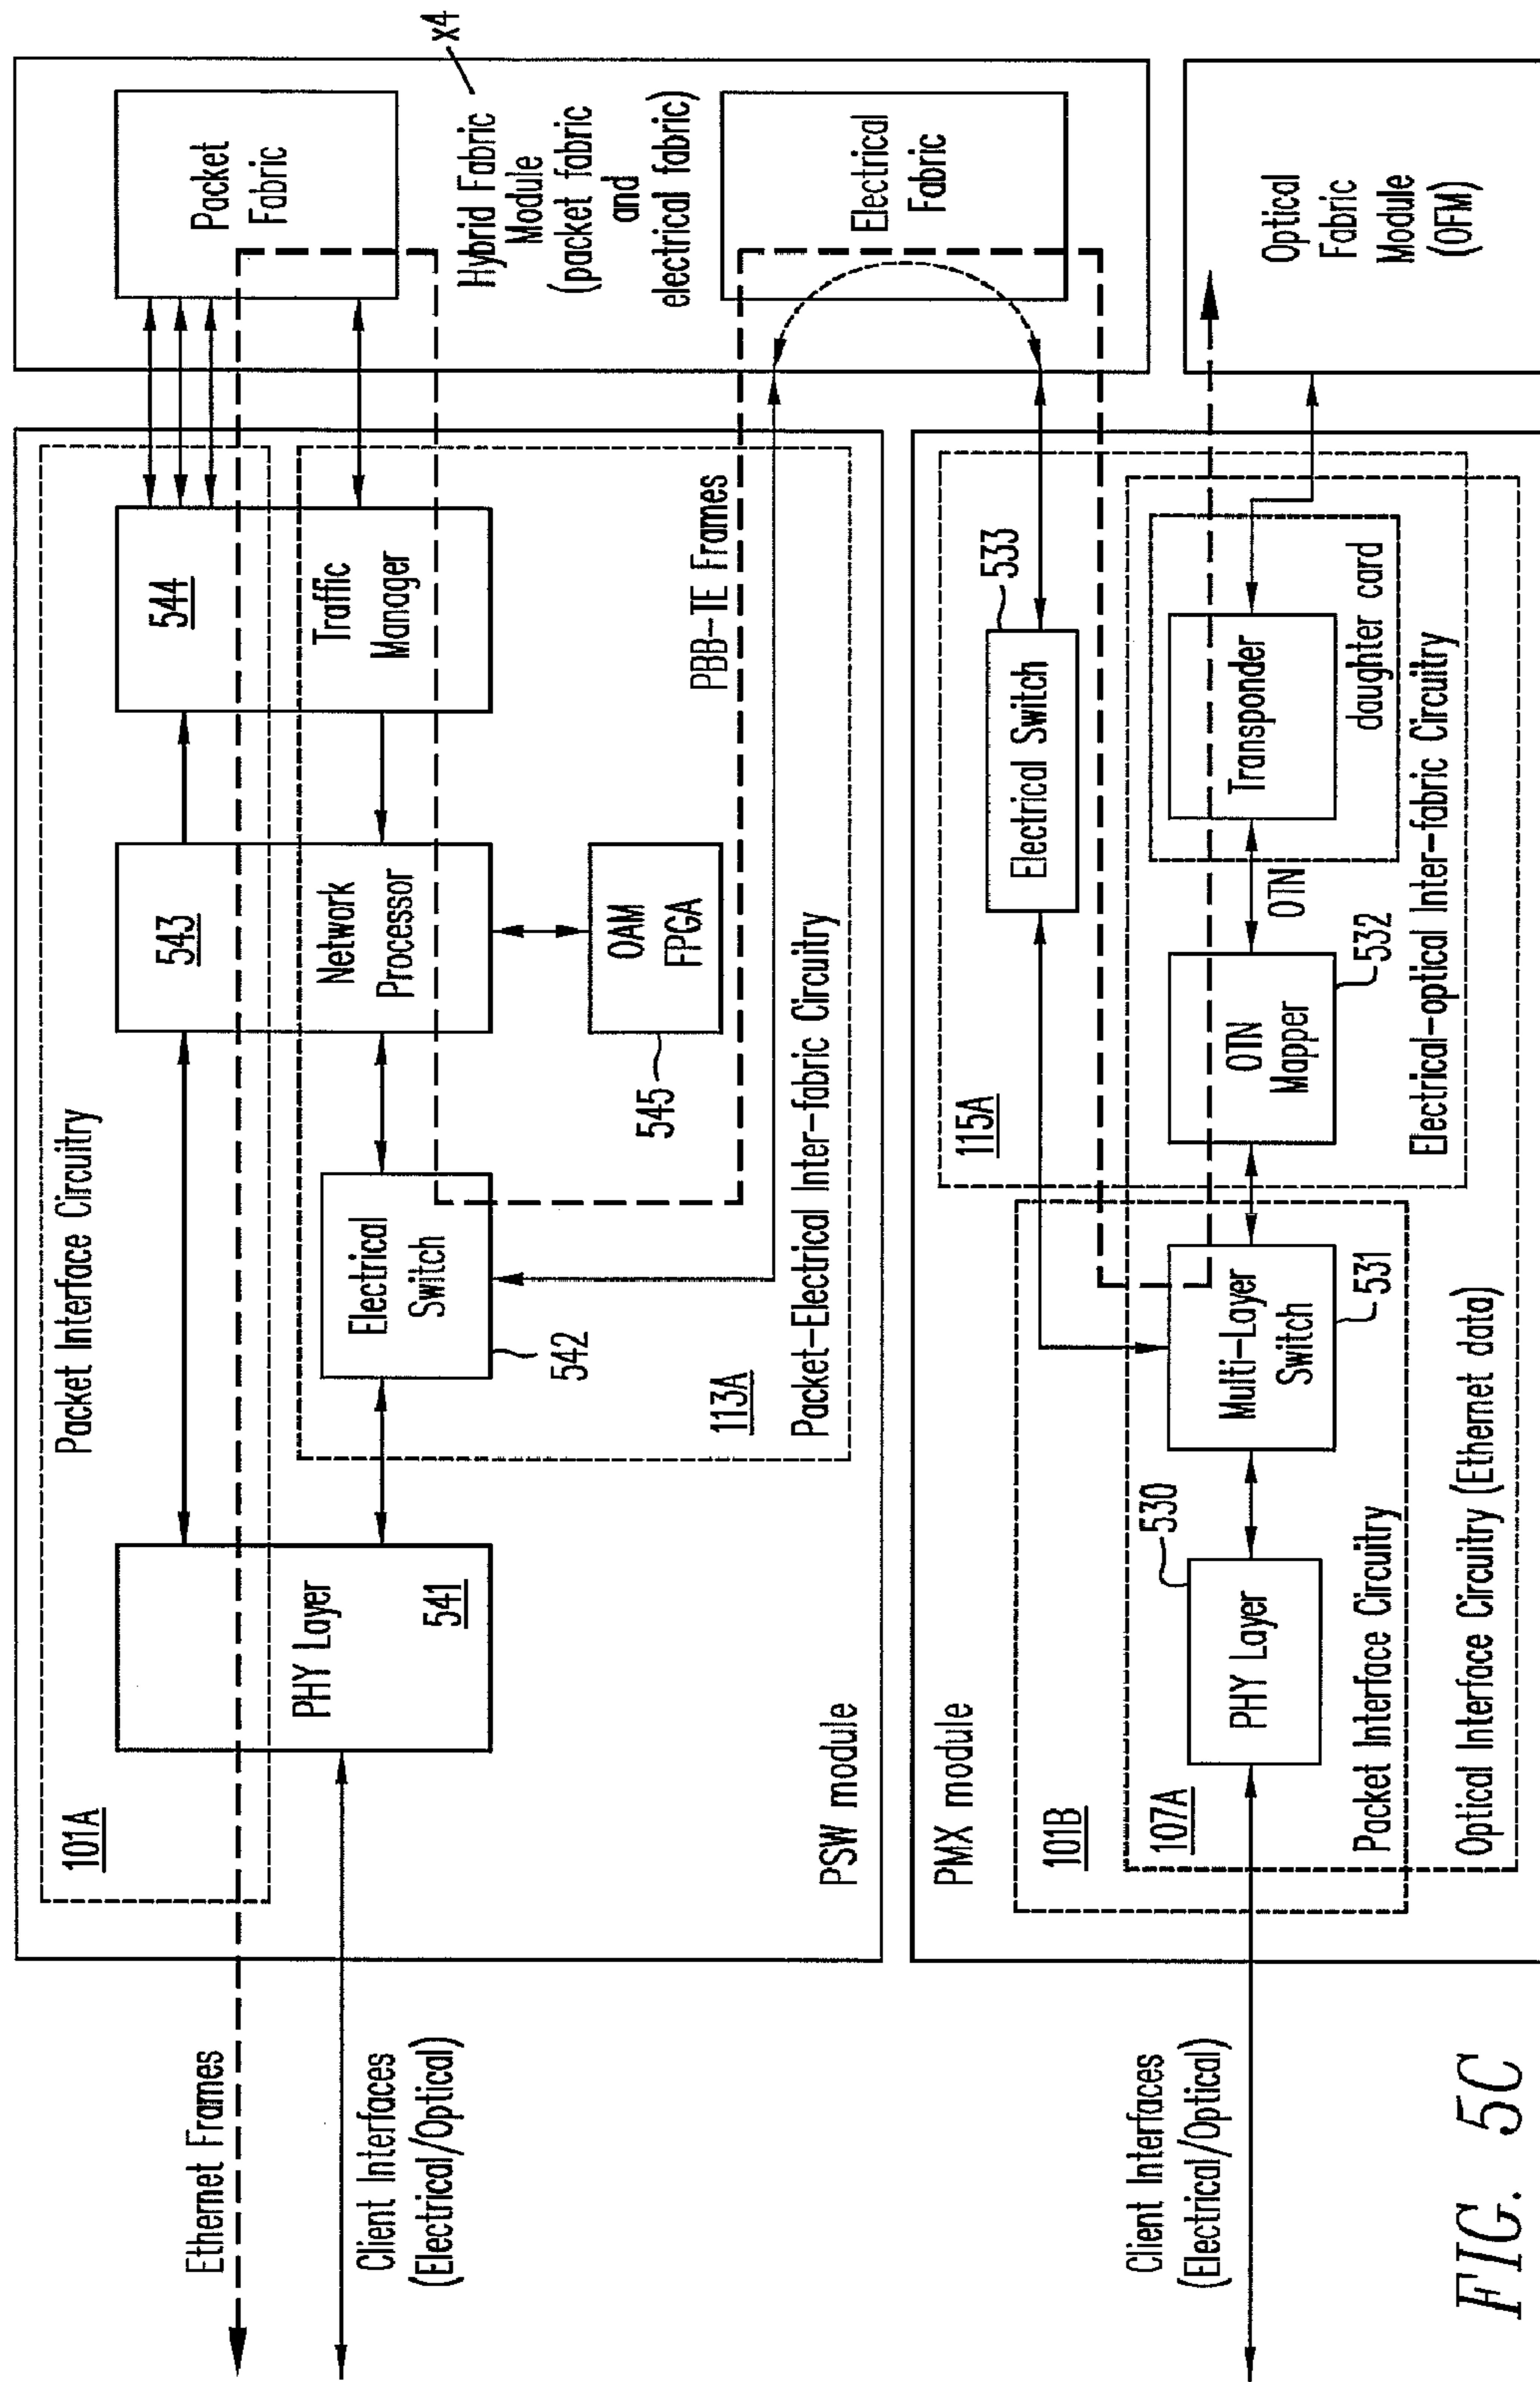 Ethernet Frames
Client Interfaces
(Electrical/Optical)
101A
Packet Interface Circuitry
PHY Layer
541
543
Network
Processor
544
Traffic
Manager
Electrical
Switch
542
OAM
FPGA
545
113A
Packet-Electrical Inter-fabric Circuitry
PBB-TE Frames
PSW module
Packet
Fabric
x4
Hybrid Fabric
Module
(packet fabric
and
electrical fabric)
Electrical
Fabric
PMX module
Client Interfaces
(Electrical/Optical)
101B
107A
PHY Layer
530
Packet Interface Circuitry
Optical Interface Circuitry (Ethernet data)
Multi-Layer
Switch
531
115A
Electrical Switch
533
OTN
Mapper
532
OTN
Transponder
daughter card
Electrical-optical Inter-fabric Circuitry
Optical
Fabric
Module
(OFM)
FIG. 5C